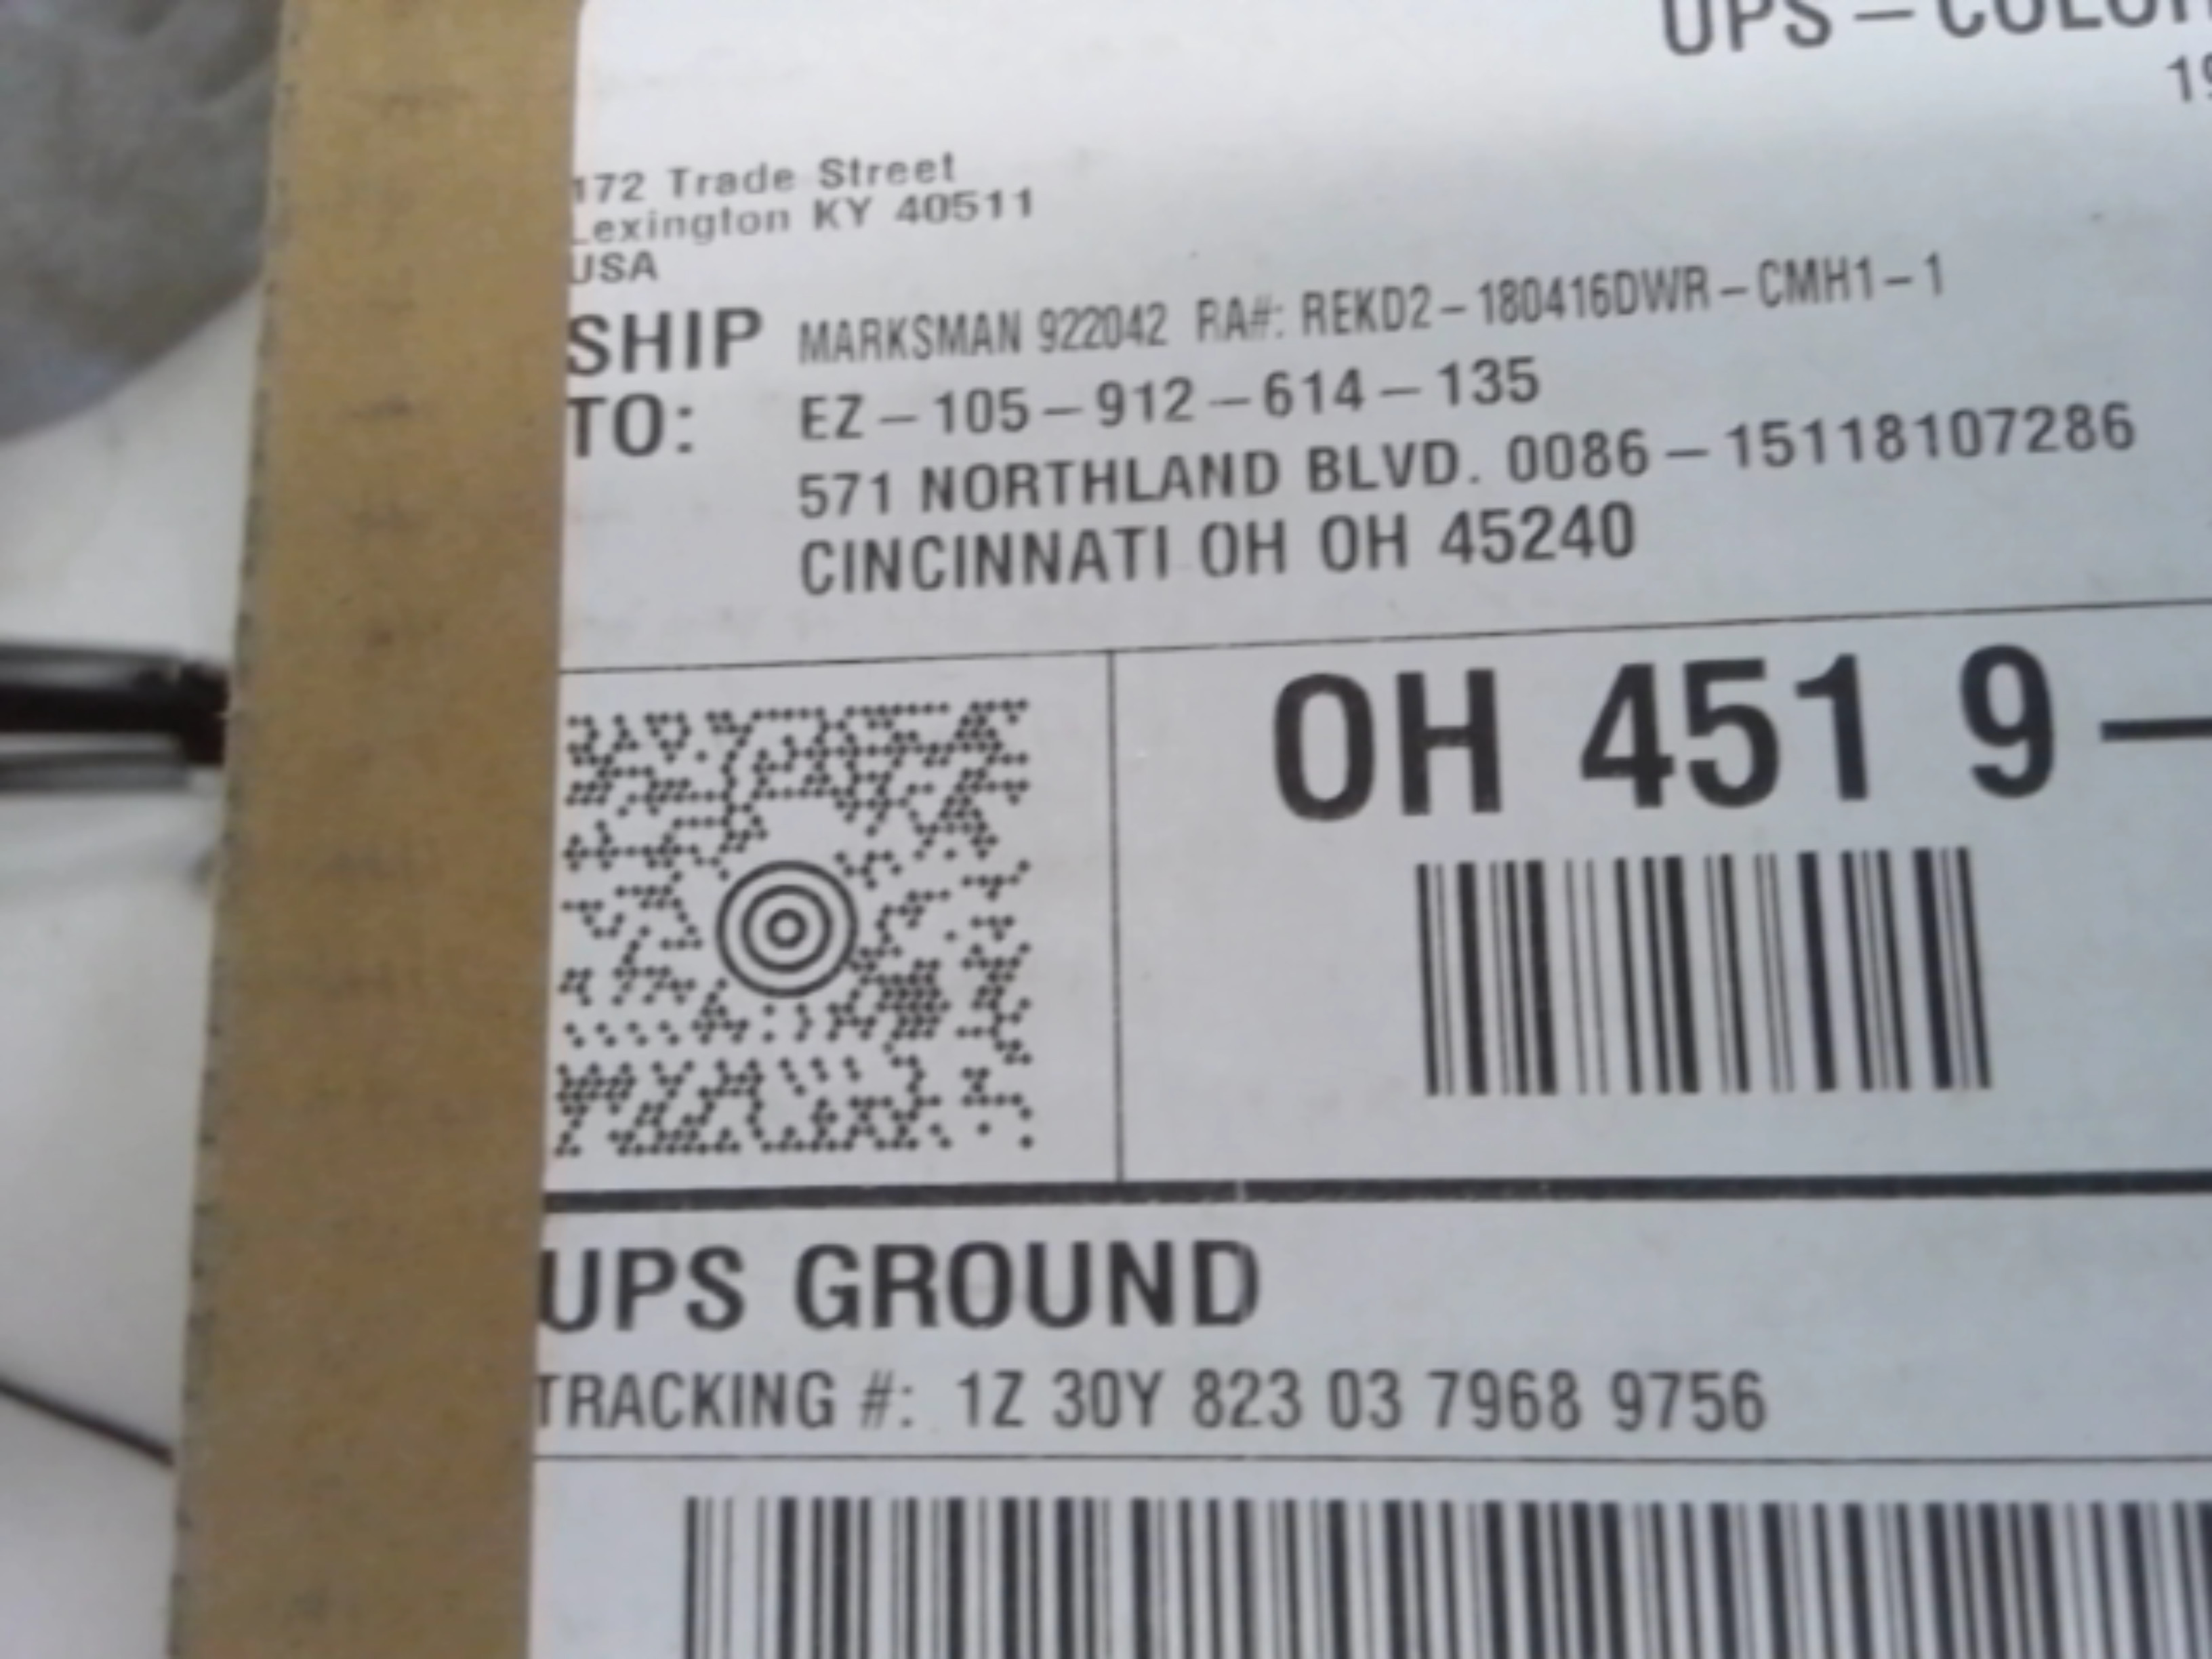 UPS – COLOR
19
172 Trade Street
Lexington KY 40511
USA
SHIP TO: MARKSMAN 922042 RA#: REKD2-180416DWR-CMH1-1
EZ-105-912-614-135
571 NORTHLAND BLVD. 0086-15118107286
CINCINNATI OH OH 45240
OH 451 9-
UPS GROUND
TRACKING #: 1Z 30Y 823 03 7968 9756